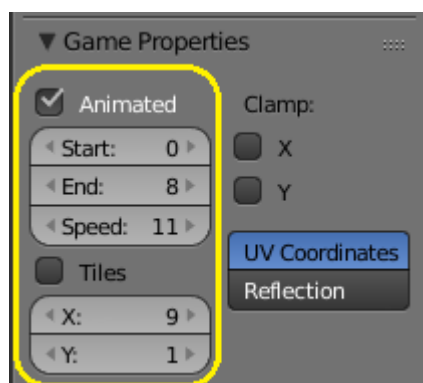 Game Properties
Animated
Clamp:
Start: 0
X
End: 8
Y
Speed: 11
UV Coordinates
Tiles
Reflection
X: 9
Y: 1